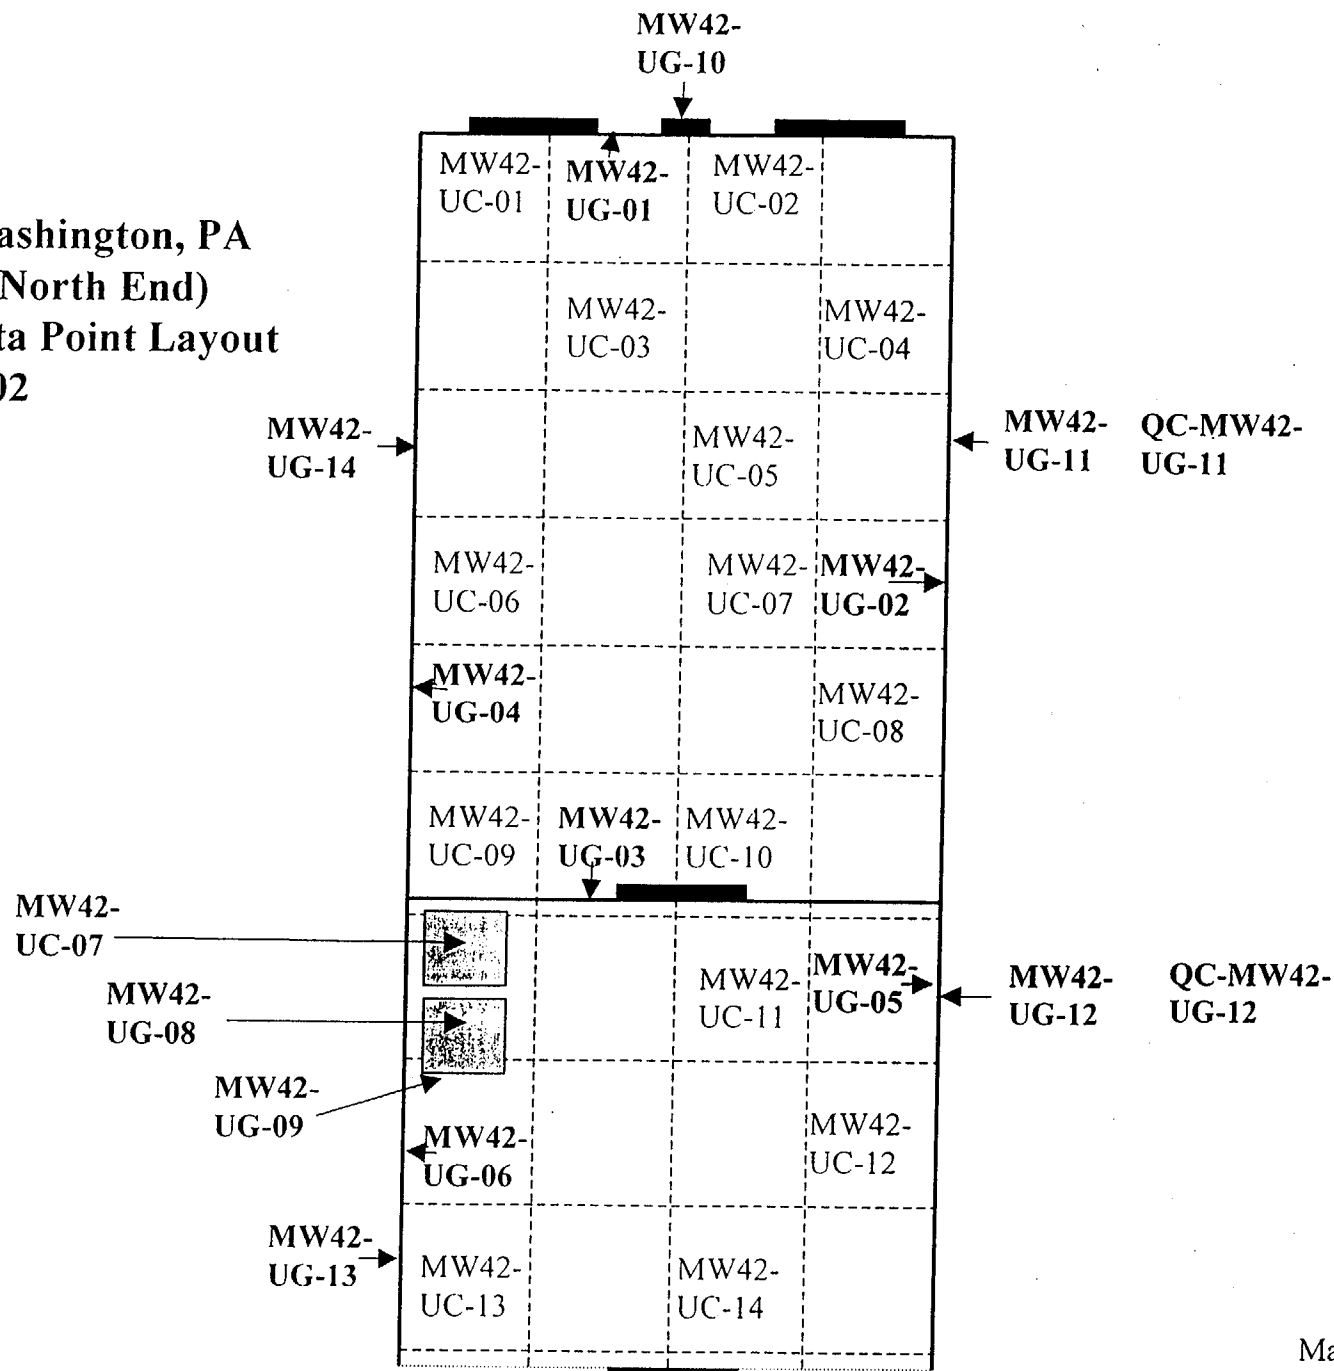 MW42-
UG-10
MW42-
UC-01
MW42-
UG-01
MW42-
UC-02
ashington, PA
North End)
ta Point Layout
02
MW42-
UC-03
MW42-
UC-04
MW42-
UG-14
MW42-
UC-05
MW42-
UG-11
QC-MW42-
UG-11
MW42-
UC-06
MW42-
UC-07
MW42-
UG-02
MW42-
UG-04
MW42-
UC-08
MW42-
UC-09
MW42-
UG-03
MW42-
UC-10
MW42-
UC-07
MW42-
UG-08
MW42-
UC-11
MW42-
UG-05
MW42-
UG-12
QC-MW42-
UG-12
MW42-
UG-09
MW42-
UG-06
MW42-
UC-12
MW42-
UG-13
MW42-
UC-13
MW42-
UC-14
Ma